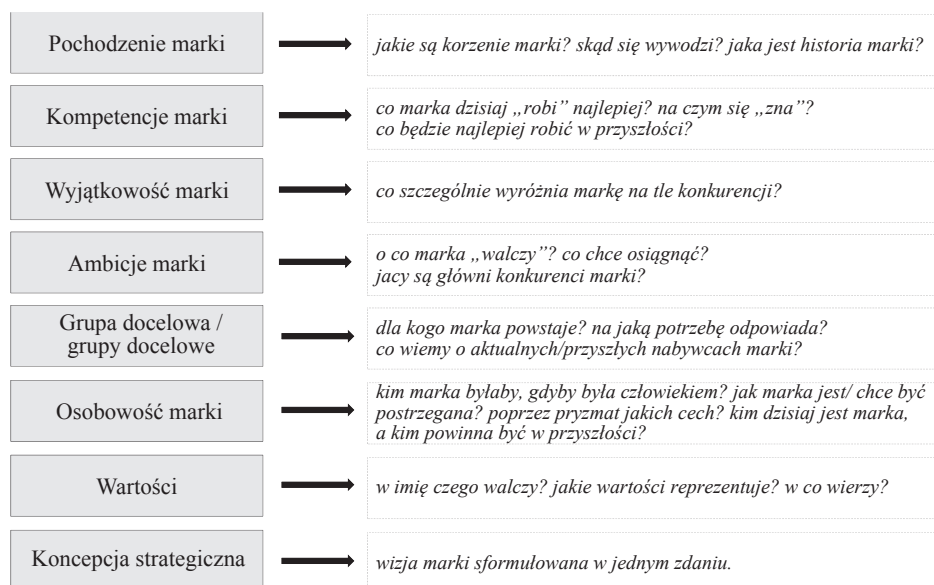 Pochodzenie marki
jakie są korzenie marki? skąd się wywodzi? jaka jest historia marki?
Kompetencje marki
co marka dzisiaj „robi” najlepiej? na czym się „zna”?
co będzie najlepiej robić w przyszłości?
Wyjątkowość marki
co szczególnie wyróżnia markę na tle konkurencji?
Ambicje marki
o co marka „walczy”? co chce osiągnąć?
jacy są główni konkurenci marki?
Grupa docelowa /
grupy docelowe
dla kogo marka powstaje? na jaką potrzebę odpowiada?
co wiemy o aktualnych/przyszłych nabywcach marki?
Osobowość marki
kim marka byłaby, gdyby była człowiekiem? jak marka jest/ chce być
postrzegana? poprzez pryzmat jakich cech? kim dzisiaj jest marka,
a kim powinna być w przyszłości?
Wartości
w imię czego walczy? jakie wartości reprezentuje? w co wierzy?
Koncepcja strategiczna
wizja marki sformułowana w jednym zdaniu.